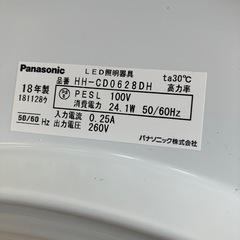 Panasonic LED照明器具 ta30℃
品番 HH-CD0628DH 高力率
18年製 PESL 100V
181128ｳ 消費電力 24.1W 50/60Hz
50/60 Hz 入力電流 0.25A
出力電圧 260V
パナソニック株式会社